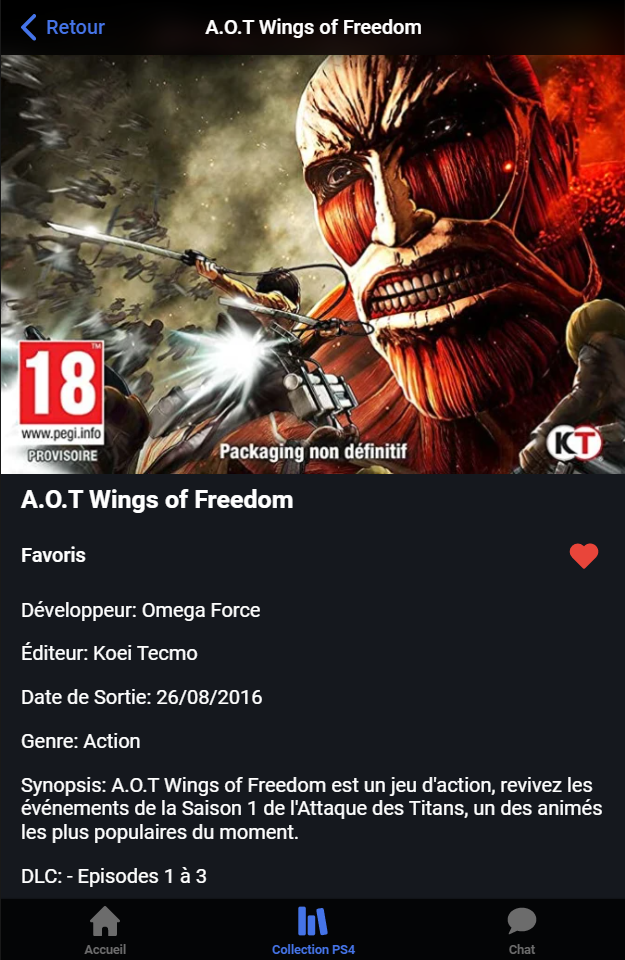 Retour
A.O.T Wings of Freedom
18
TM
www.pegi.info
PROVISOIRE
Packaging non définitif
KT
A.O.T Wings of Freedom
Favoris
Développeur: Omega Force
Éditeur: Koei Tecmo
Date de Sortie: 26/08/2016
Genre: Action
Synopsis: A.O.T Wings of Freedom est un jeu d'action, revivez les
événements de la Saison 1 de l'Attaque des Titans, un des animés
les plus populaires du moment.
DLC: - Episodes 1 à 3
Accueil
Collection PS4
Chat